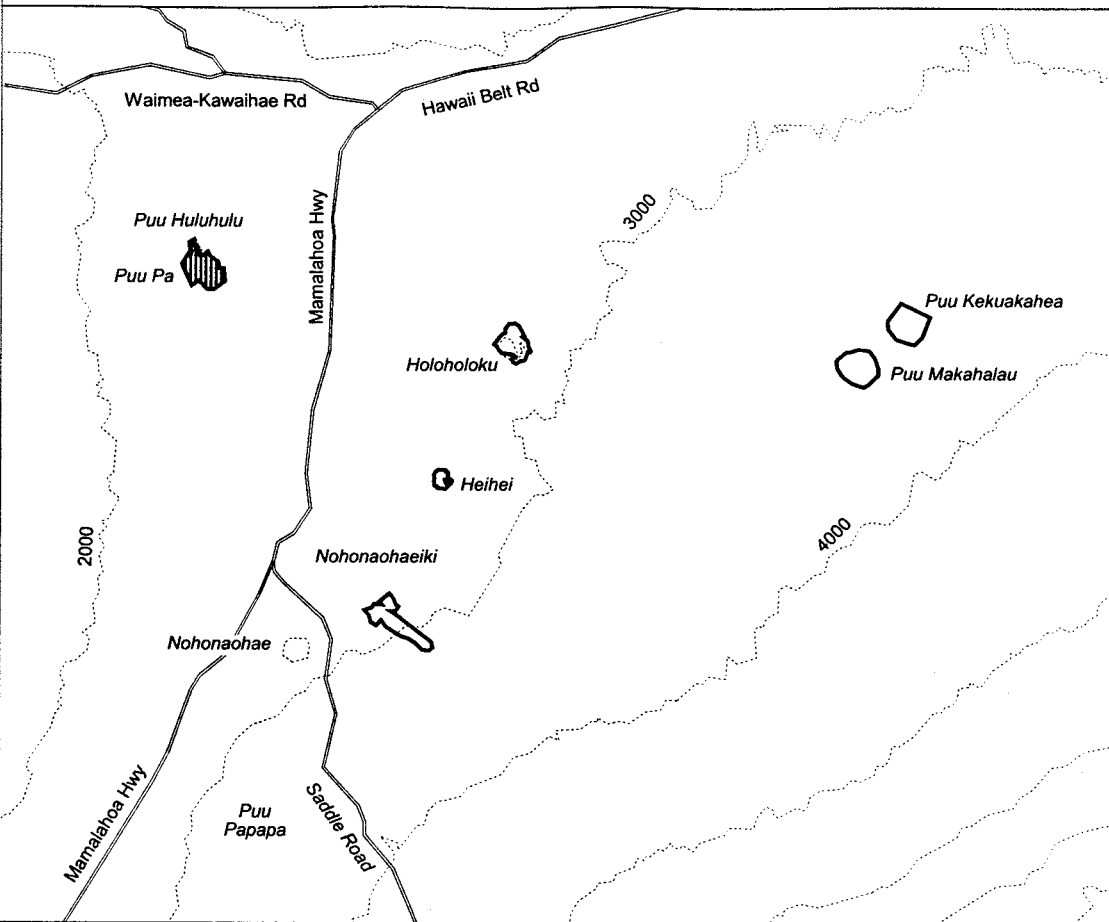 Waimea-Kawaihae Rd
Hawaii Belt Rd
Mamalahoa Hwy
3000
Puu Huluhulu
Puu Pa
Holoholoku
Puu Kekuakahea
Puu Makahalau
Heihei
2000
4000
Nohonaohaeiki
Nohonaohae
Mamalahoa Hwy
Puu
Papapa
Saddle Road